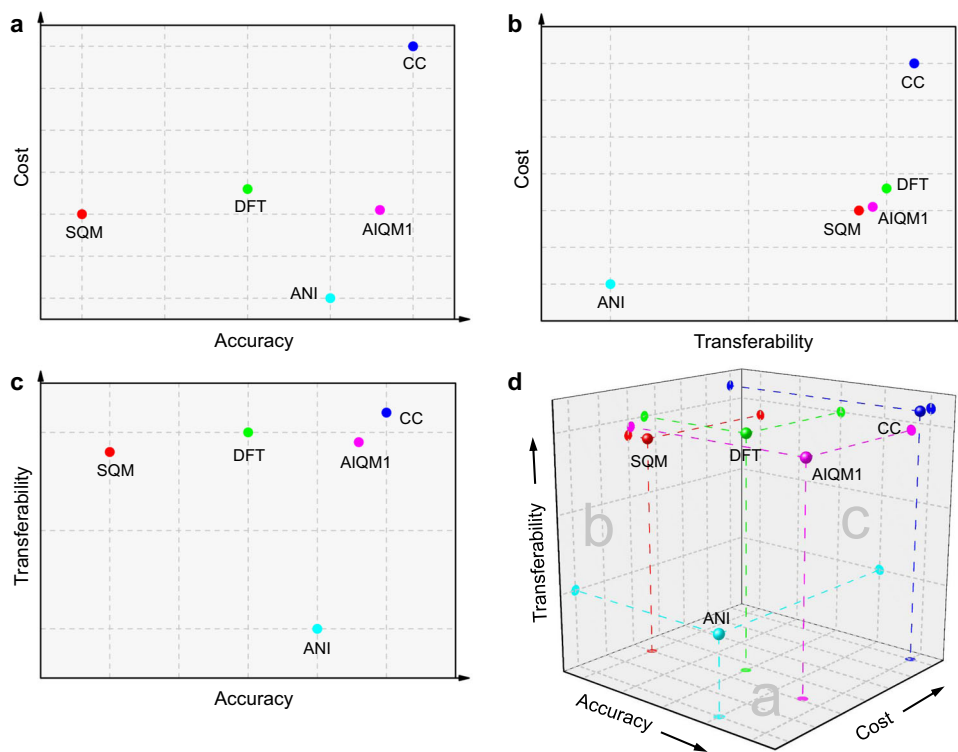 a
Cost
CC
DFT
SQM
AIQM1
ANI
Accuracy
b
Cost
CC
DFT
SQM
AIQM1
ANI
Transferability
c
Transferability
CC
DFT
AIQM1
SQM
ANI
Accuracy
d
Transferability
CC
SQM
DFT
AIQM1
b
c
ANI
a
Accuracy
Cost